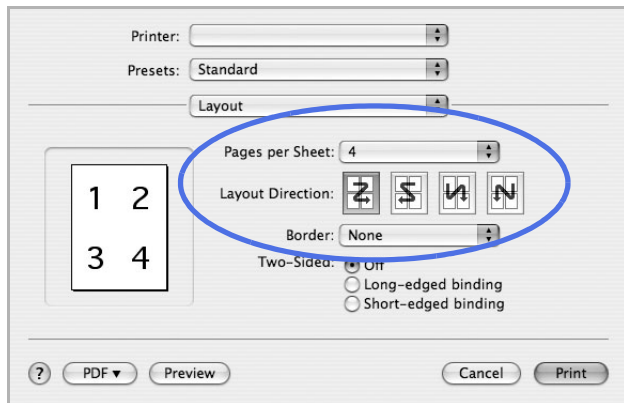 Printer:
Presets: Standard
Layout
Pages per Sheet: 4
Layout Direction:
Border: None
Two-Sided: Off
Long-edged binding
Short-edged binding
1 2
3 4
? PDF▼ Preview Cancel Print